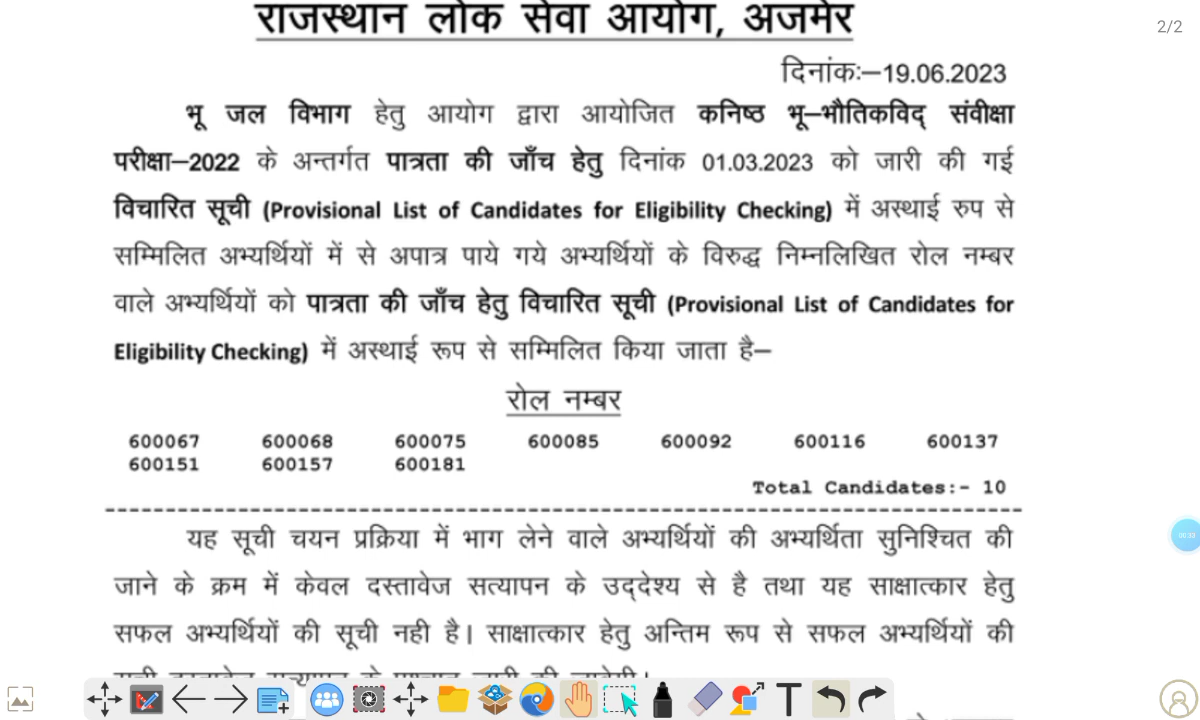 राजस्थान लोक सेवा आयोग, अजमेर
2/2
दिनांकः–19.06.2023
भू जल विभाग हेतु आयोग द्वारा आयोजित कनिष्ठ भू–भौतिकविद् संवीक्षा
परीक्षा–2022 के अन्तर्गत पात्रता की जाँच हेतु दिनांक 01.03.2023 को जारी की गई
विचारित सूची (Provisional List of Candidates for Eligibility Checking) में अस्थाई रुप से
सम्मिलित अभ्यर्थियों में से अपात्र पाये गये अभ्यर्थियों के विरुद्ध निम्नलिखित रोल नम्बर
वाले अभ्यर्थियों को पात्रता की जाँच हेतु विचारित सूची (Provisional List of Candidates for
Eligibility Checking) में अस्थाई रूप से सम्मिलित किया जाता है–
रोल नम्बर
600067 600068 600075 600085 600092 600116 600137
600151 600157 600181
Total Candidates:- 10
यह सूची चयन प्रक्रिया में भाग लेने वाले अभ्यर्थियों की अभ्यर्थिता सुनिश्चित की
जाने के क्रम में केवल दस्तावेज सत्यापन के उद्देश्य से है तथा यह साक्षात्कार हेतु
सफल अभ्यर्थियों की सूची नही है। साक्षात्कार हेतु अन्तिम रूप से सफल अभ्यर्थियों की